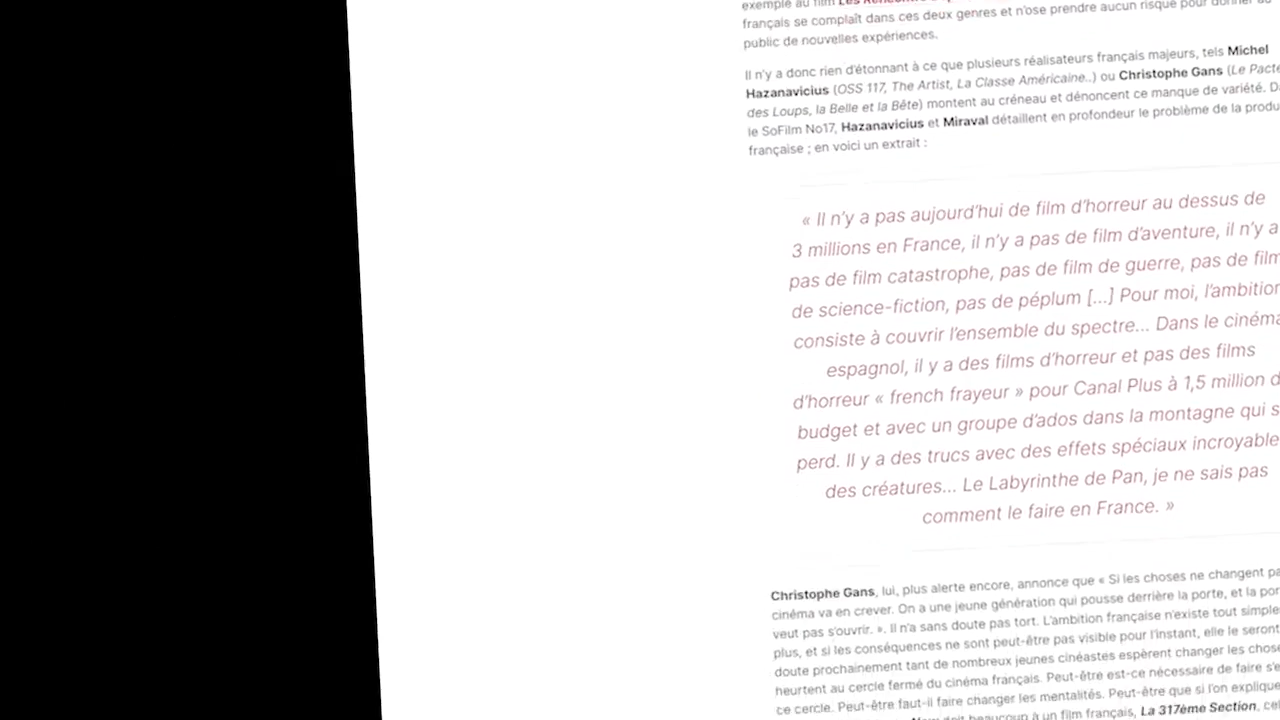 exemple au film Les
français se complaît dans ces deux genres et n'ose prendre aucun risque pour donner au
public de nouvelles expériences.
Il n'y a donc rien d'étonnant à ce que plusieurs réalisateurs français majeurs, tels Michel
Hazanavicius (OSS 117, The Artist, La Classe Américaine..) ou Christophe Gans (Le Pacte
des Loups, la Belle et la Bête) montent au créneau et dénoncent ce manque de variété. Da
le SoFilm No17, Hazanavicius et Miraval détaillent en profondeur le problème de la produ
française ; en voici un extrait :
« Il n'y a pas aujourd'hui de film d'horreur au dessus de
3 millions en France, il n'y a pas de film d'aventure, il n'y a
pas de film catastrophe, pas de film de guerre, pas de film
de science-fiction, pas de péplum [...] Pour moi, l'ambition
consiste à couvrir l'ensemble du spectre... Dans le cinéma
espagnol, il y a des films d'horreur et pas des films
d'horreur « french frayeur » pour Canal Plus à 1,5 million d
budget et avec un groupe d'ados dans la montagne qui s
perd. Il y a des trucs avec des effets spéciaux incroyable
des créatures... Le Labyrinthe de Pan, je ne sais pas
comment le faire en France. »
Christophe Gans, lui, plus alerte encore, annonce que « Si les choses ne changent pa
cinéma va en crever. On a une jeune génération qui pousse derrière la porte, et la por
veut pas s'ouvrir. ». Il n'a sans doute pas tort. L'ambition française n'existe tout simple
plus, et si les conséquences ne sont peut-être pas visible pour l'instant, elle le seront
doute prochainement tant de nombreux jeunes cinéastes espèrent changer les chose
heurtent au cercle fermé du cinéma français. Peut-être est-ce nécessaire de faire s'e
ce cercle. Peut-être faut-il faire changer les mentalités. Peut-être que si l'on explique
doit beaucoup à un film français, La 317ème Section, cel